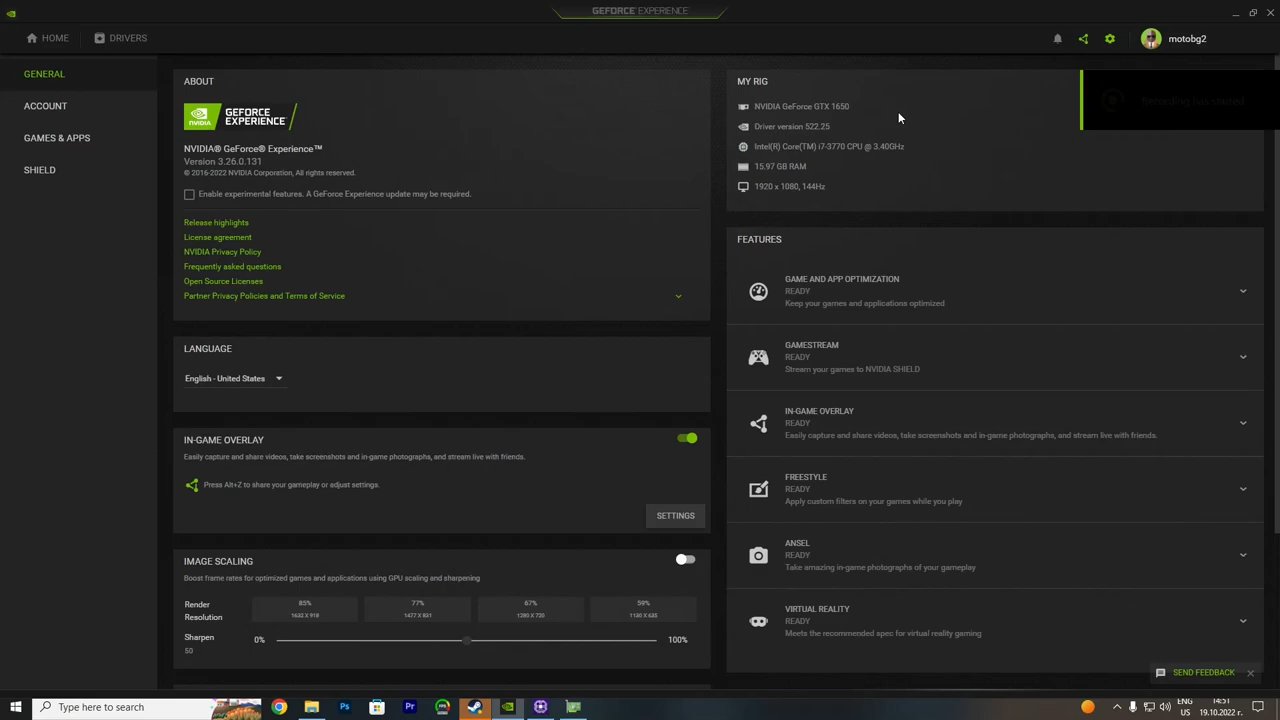 GEFORCE EXPERIENCE
HOME
DRIVERS
motobg2
GENERAL
ACCOUNT
GAMES & APPS
SHIELD
ABOUT
NVIDIA
GEFORCE
EXPERIENCE
NVIDIA® GeForce® Experience™
Version 3.26.0.131
© 2016-2022 NVIDIA Corporation, All rights reserved.
Enable experimental features. A GeForce Experience update may be required.
Release highlights
License agreement
NVIDIA Privacy Policy
Frequently asked questions
Open Source Licenses
Partner Privacy Policies and Terms of Service
LANGUAGE
English - United States
IN-GAME OVERLAY
Easily capture and share videos, take screenshots and in-game photographs, and stream live with friends.
Press Alt+Z to share your gameplay or adjust settings.
SETTINGS
IMAGE SCALING
Boost frame rates for optimized games and applications using GPU scaling and sharpening
Render
Resolution
85%
1632 X 918
77%
1477 X 831
67%
1280 X 720
59%
1130 X 635
Sharpen
50
0%
100%
MY RIG
NVIDIA GeForce GTX 1650
Driver version 522.25
Intel(R) Core(TM) i7-3770 CPU @ 3.40GHz
15.97 GB RAM
1920 x 1080, 144Hz
Recording has started
FEATURES
GAME AND APP OPTIMIZATION
READY
Keep your games and applications optimized
GAMESTREAM
READY
Stream your games to NVIDIA SHIELD
IN-GAME OVERLAY
READY
Easily capture and share videos, take screenshots and in-game photographs, and stream live with friends.
FREESTYLE
READY
Apply custom filters on your games while you play
ANSEL
READY
Take amazing in-game photographs of your gameplay
VIRTUAL REALITY
READY
Meets the recommended spec for virtual reality gaming
SEND FEEDBACK
Type here to search
Ps
Pr
УС
14:51
19.10.2022 г.